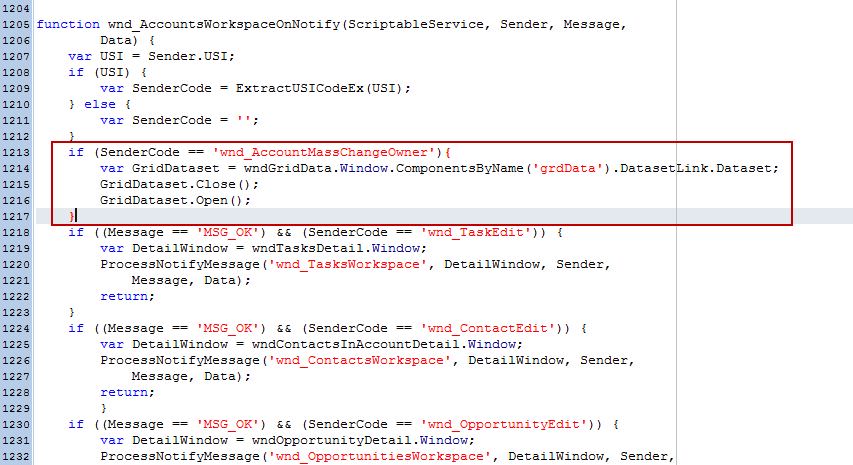 1204
1205 function wnd_AccountsWorkspaceOnNotify(ScriptableService, Sender, Message,
1206         Data) {
1207     var USI = Sender.USI;
1208     if (USI) {
1209         var SenderCode = ExtractUSICodeEx(USI);
1210     } else {
1211         var SenderCode = '';
1212     }
1213     if (SenderCode == 'wnd_AccountMassChangeOwner'){
1214         var GridDataset = wndGridData.Window.ComponentsByName('grdData').DatasetLink.Dataset;
1215         GridDataset.Close();
1216         GridDataset.Open();
1217     }
1218     if ((Message == 'MSG_OK') && (SenderCode == 'wnd_TaskEdit')) {
1219         var DetailWindow = wndTasksDetail.Window;
1220         ProcessNotifyMessage('wnd_TasksWorkspace', DetailWindow, Sender,
1221             Message, Data);
1222         return;
1223     }
1224     if ((Message == 'MSG_OK') && (SenderCode == 'wnd_ContactEdit')) {
1225         var DetailWindow = wndContactsInAccountDetail.Window;
1226         ProcessNotifyMessage('wnd_ContactsWorkspace', DetailWindow, Sender,
1227             Message, Data);
1228         return;
1229         }
1230     if ((Message == 'MSG_OK') && (SenderCode == 'wnd_OpportunityEdit')) {
1231         var DetailWindow = wndOpportunityDetail.Window;
1232         ProcessNotifyMessage('wnd_OpportunitiesWorkspace', DetailWindow, Sender,